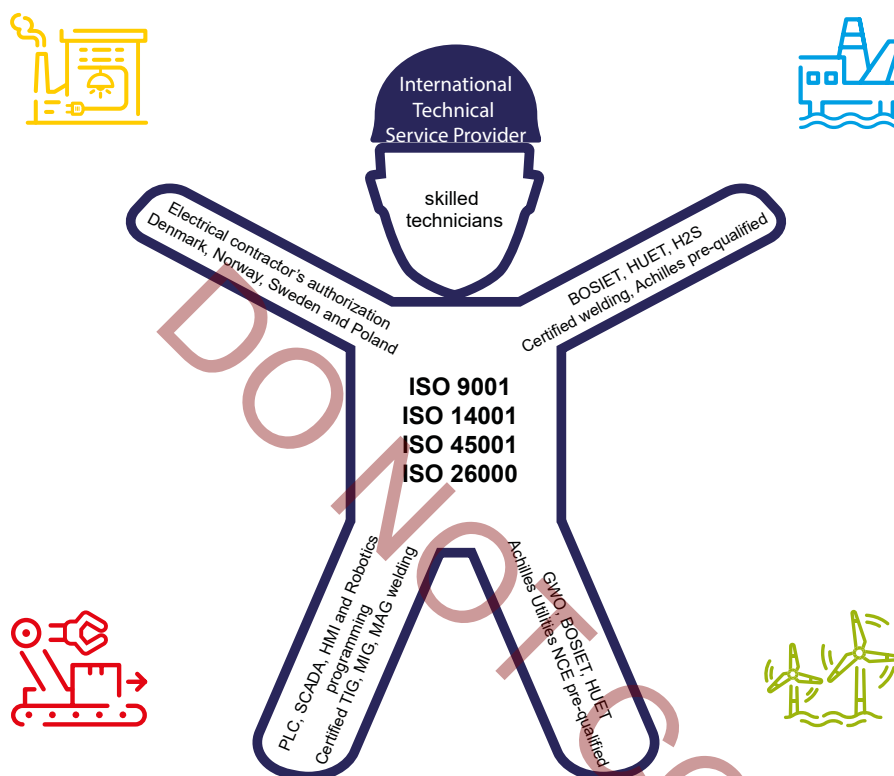 International
Technical
Service Provider
skilled
technicians
Electrical contractor's authorization
Denmark, Norway, Sweden and Poland
BOSIET, HUET, H2S
Certified welding, Achilles pre-qualified
ISO 9001
ISO 14001
ISO 45001
ISO 26000
PLC, SCADA, HMI and Robotics
programming
Certified TIG, MIG, MAG welding
GWO, BOSIET, HUET
Achilles Utilities NCE pre-qualified
DO NOT